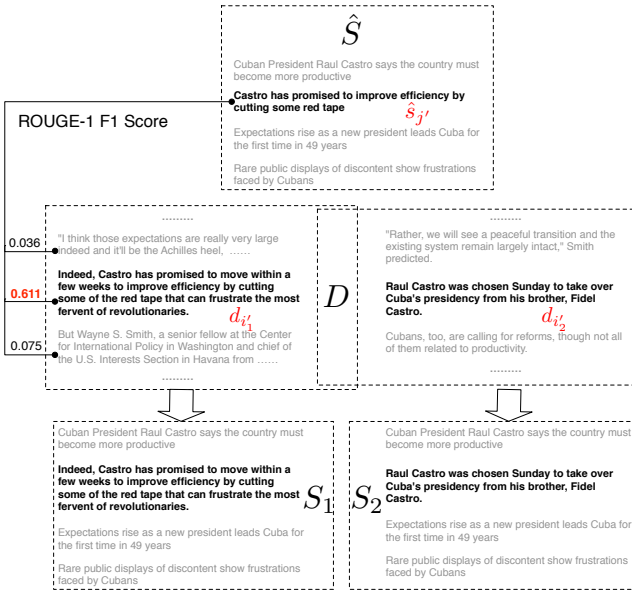 Ŝ
Cuban President Raul Castro says the country must
become more productive
Castro has promised to improve efficiency by
cutting some red tape
ŝ_{j'}
Expectations rise as a new president leads Cuba for
the first time in 49 years
Rare public displays of discontent show frustrations
faced by Cubans
ROUGE-1 F1 Score
0.036
0.611
0.075
.........
"I think those expectations are really very large
indeed and it'll be the Achilles heel, ......
Indeed, Castro has promised to move within a
few weeks to improve efficiency by cutting
some of the red tape that can frustrate the most
fervent of revolutionaries.
d_{i'_1}
But Wayne S. Smith, a senior fellow at the Center
for International Policy in Washington and chief of
the U.S. Interests Section in Havana from ......
.........
D
.........
"Rather, we will see a peaceful transition and the
existing system remain largely intact," Smith
predicted.
Raul Castro was chosen Sunday to take over
Cuba's presidency from his brother, Fidel
Castro.
d_{i'_2}
Cubans, too, are calling for reforms, though not all
of them related to productivity.
.........
Cuban President Raul Castro says the country must
become more productive
Indeed, Castro has promised to move within a
few weeks to improve efficiency by cutting
some of the red tape that can frustrate the most
fervent of revolutionaries.
S_1
Expectations rise as a new president leads Cuba for
the first time in 49 years
Rare public displays of discontent show frustrations
faced by Cubans
Cuban President Raul Castro says the country must
become more productive
Raul Castro was chosen Sunday to take over
Cuba's presidency from his brother, Fidel
Castro.
S_2
Expectations rise as a new president leads Cuba for
the first time in 49 years
Rare public displays of discontent show frustrations
faced by Cubans